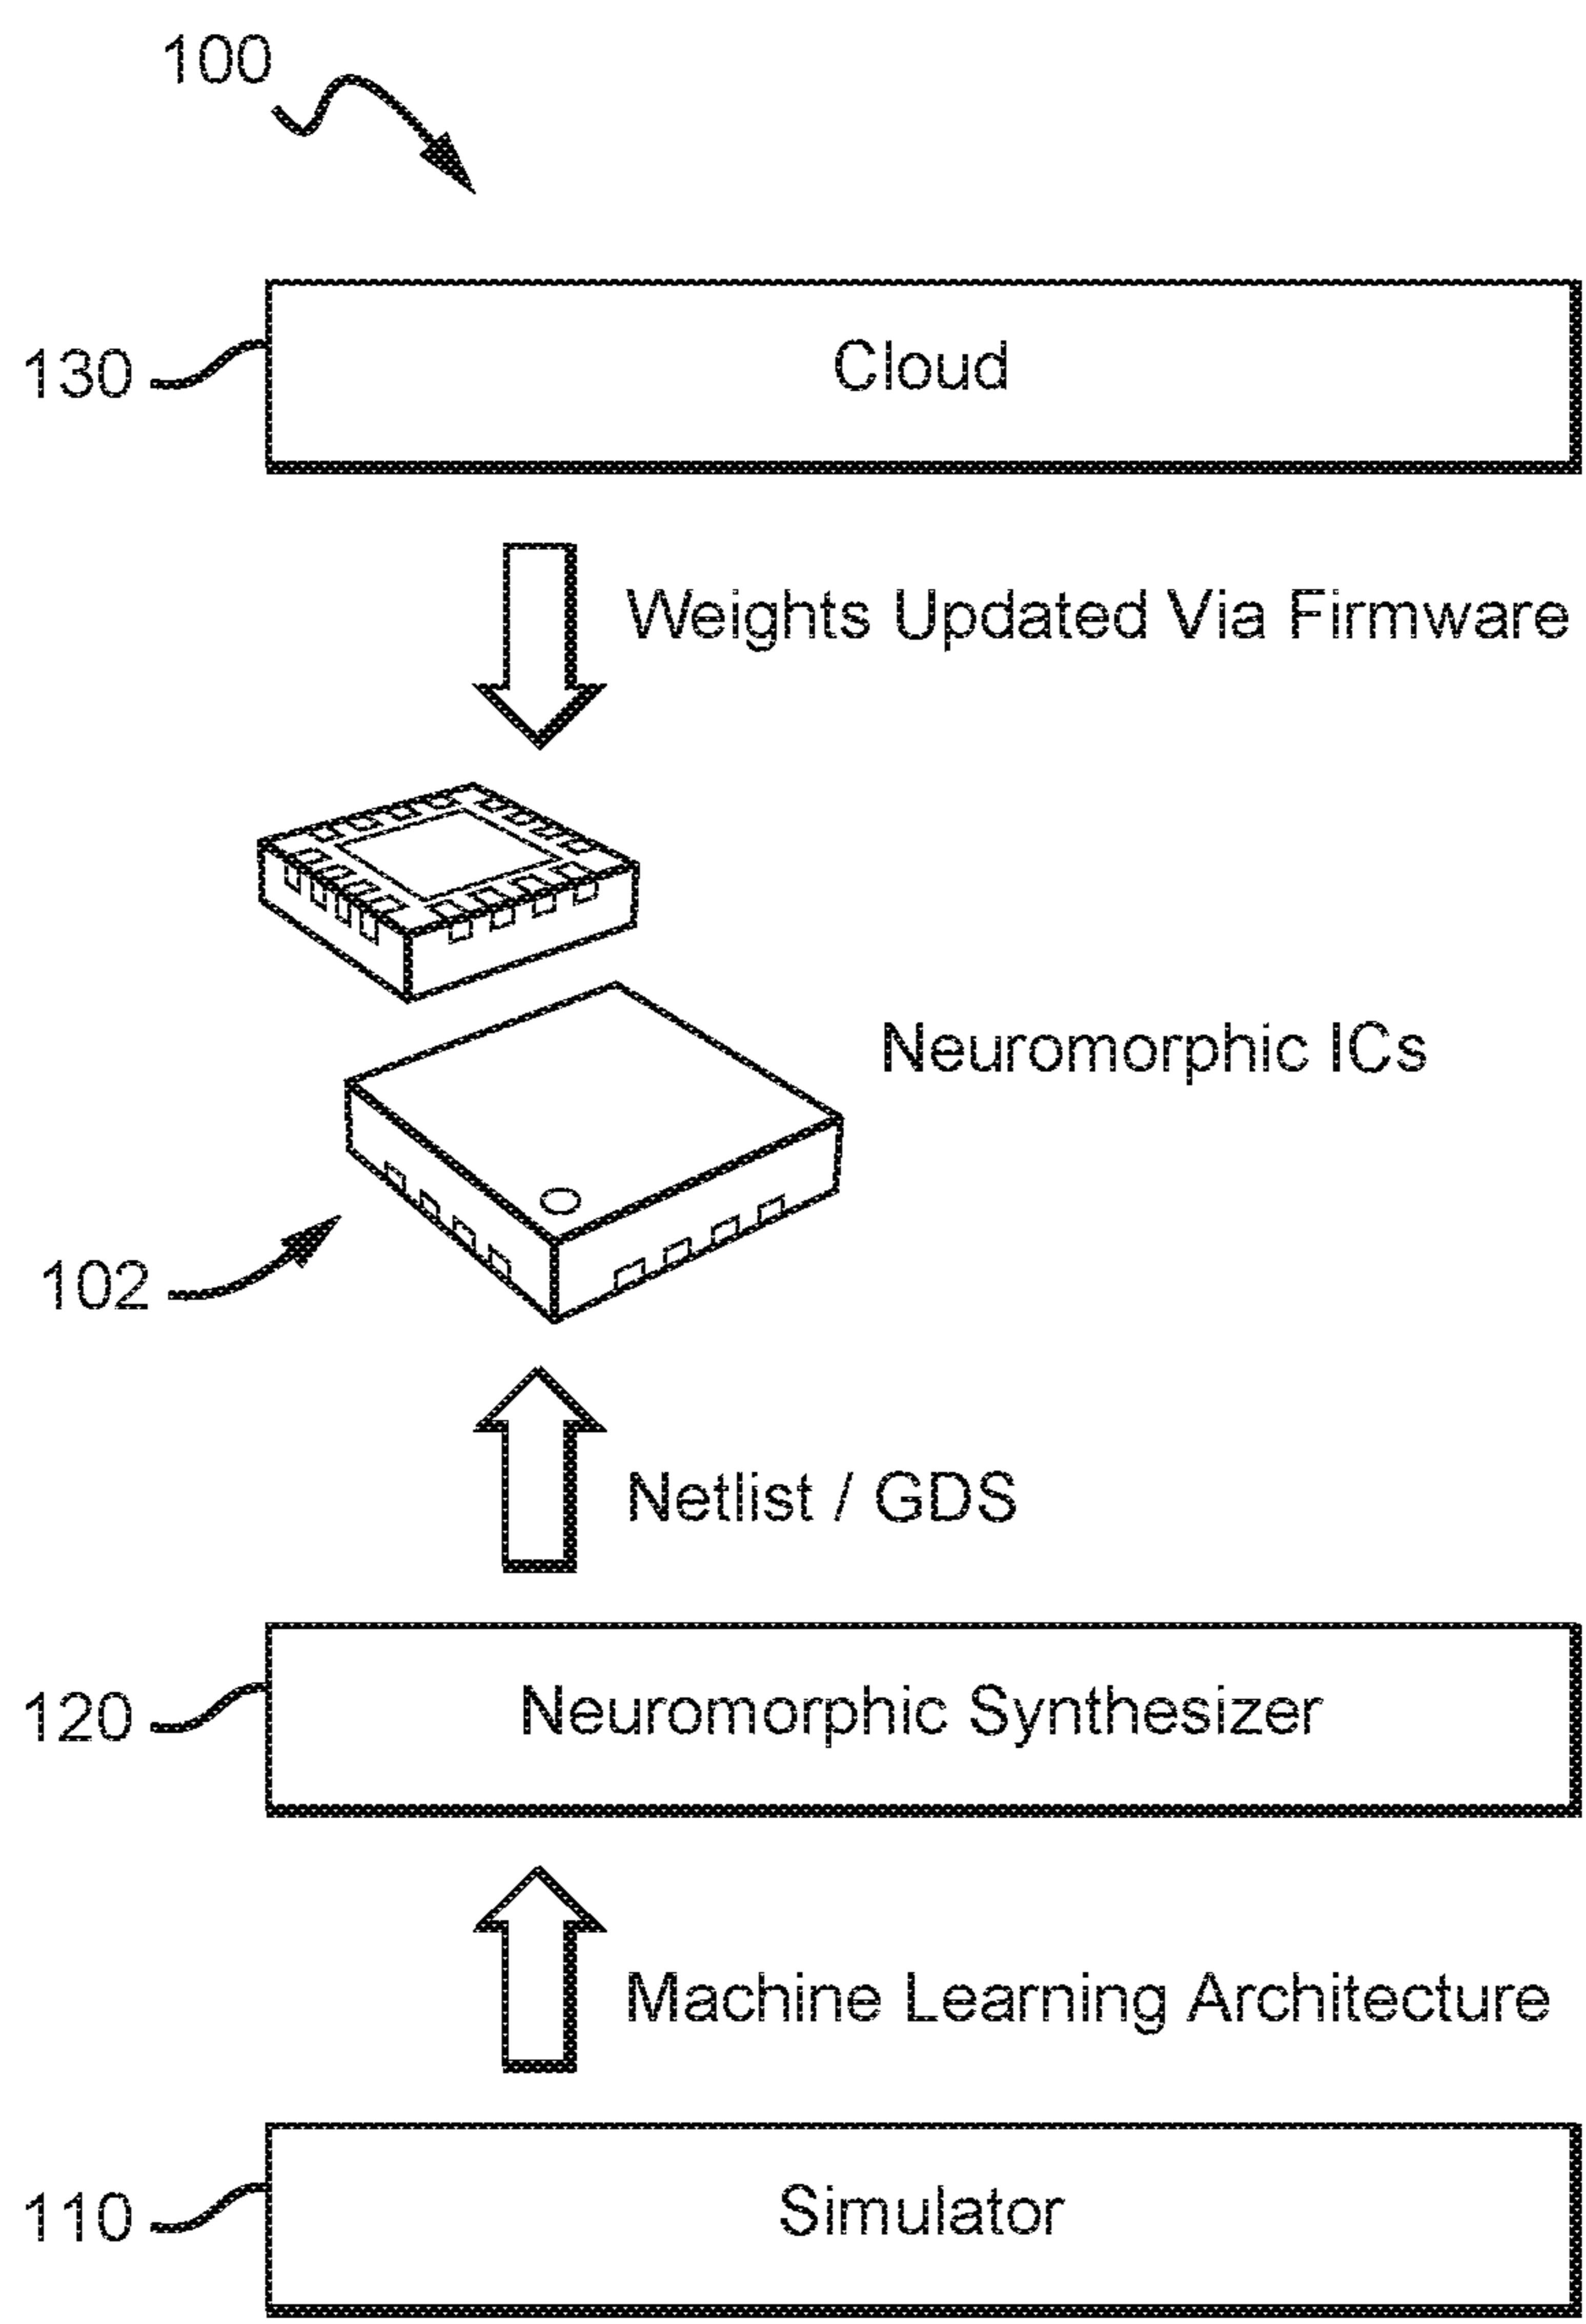 100
130
Cloud
Weights Updated Via Firmware
Neuromorphic ICs
102
Netlist / GDS
120
Neuromorphic Synthesizer
Machine Learning Architecture
110
Simulator